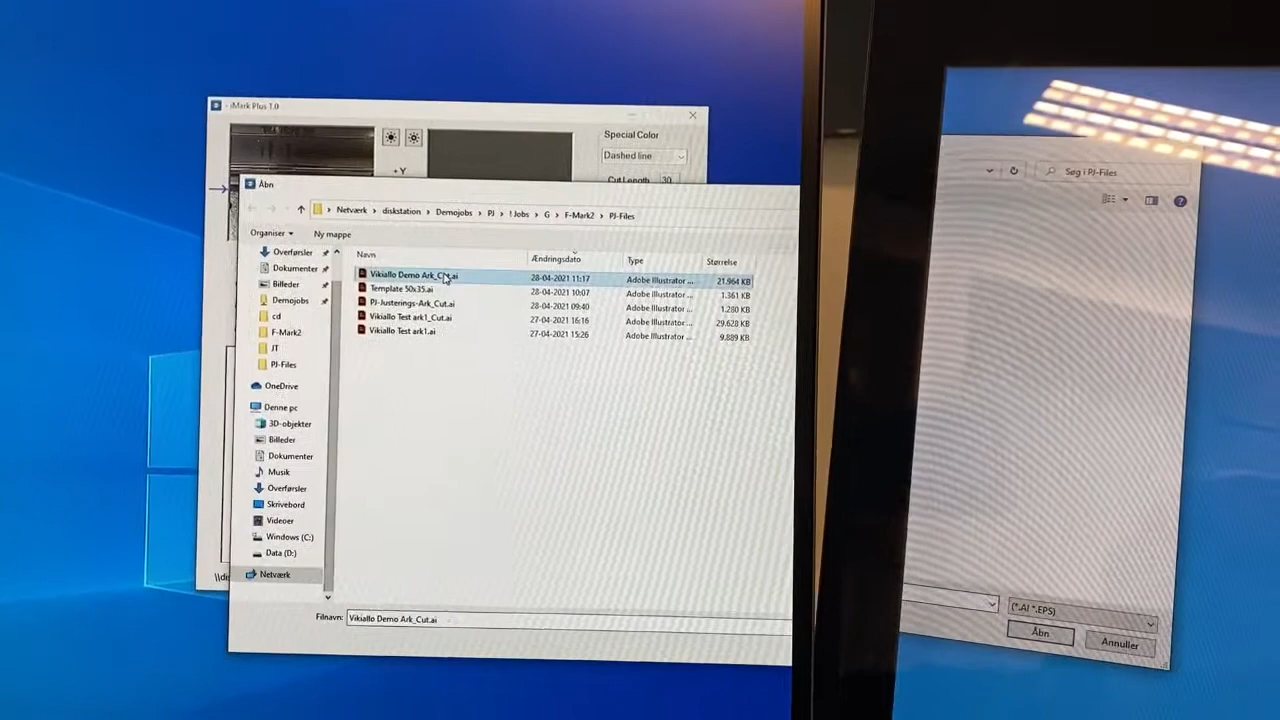 - iMark Plus 1.0
Special Color
Dashed line
+ Y
Cut Length 30
Åbn
Netværk › diskstation › Demojobs › PJ › ! Jobs › G › F-Mark2 › PJ-Files
Søg i PJ-Files
Organiser
Ny mappe
Overførsler
Dokumenter
Billeder
Demojobs
cd
F-Mark2
JT
PJ-Files
OneDrive
Denne pc
3D-objekter
Billeder
Dokumenter
Musik
Overførsler
Skrivebord
Videoer
Windows (C:)
Data (D:)
Netværk
Navn Ændringsdato Type Størrelse
Vikiallo Demo Ark_Cut.ai 28-04-2021 11:17 Adobe Illustrator ... 21.964 KB
Template 50x35.ai 28-04-2021 10:07 Adobe Illustrator ... 1.361 KB
PJ-Justerings-Ark_Cut.ai 28-04-2021 09:40 Adobe Illustrator ... 1.280 KB
Vikiallo Test ark1_Cut.ai 27-04-2021 16:16 Adobe Illustrator ... 29.628 KB
Vikiallo Test ark1.ai 27-04-2021 15:26 Adobe Illustrator ... 9.889 KB
Filnavn: Vikiallo Demo Ark_Cut.ai
(*.AI *.EPS)
Åbn
Annuller